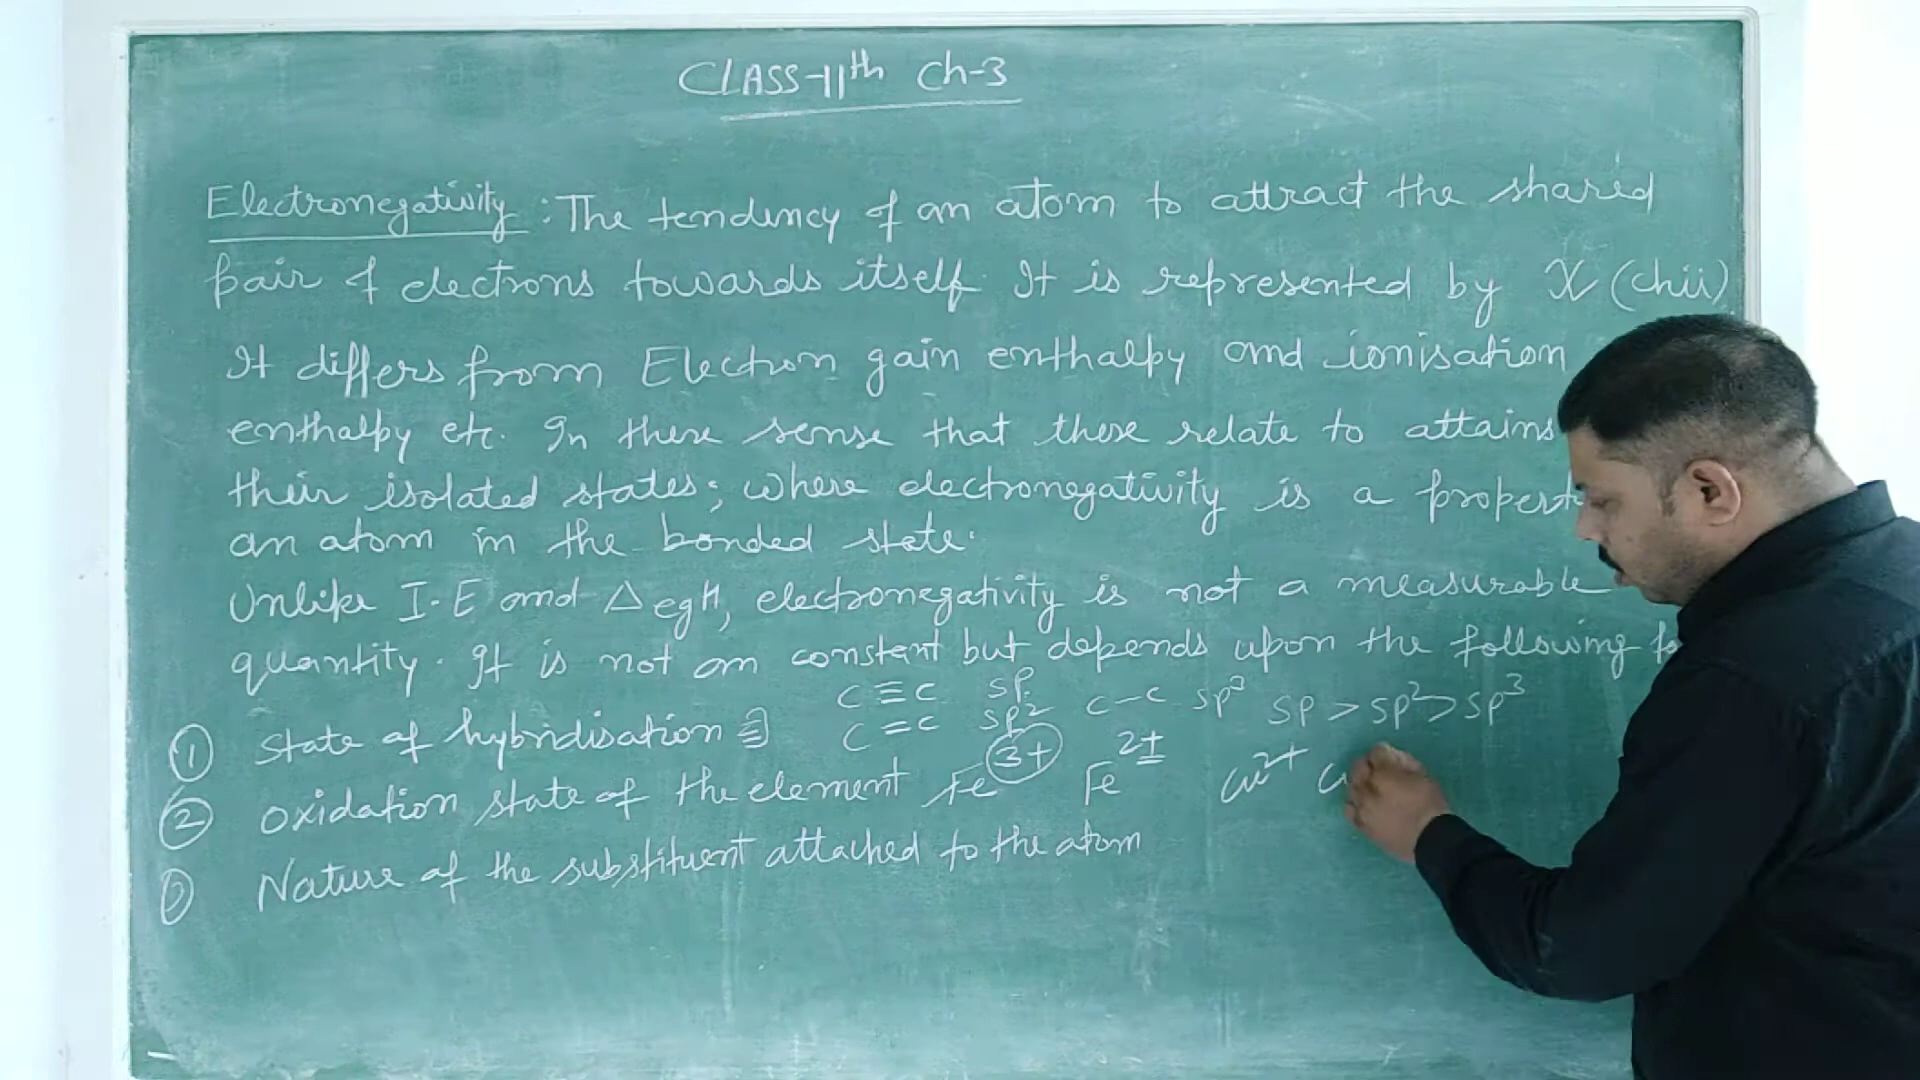 CLASS-11th Ch-3
Electronegativity : The tendency of an atom to attract the shared
pair of electrons towards itself. It is represented by χ (chii)
It differs from Electron gain enthalpy and ionisation
enthalpy etc. In these sense that these relate to attains
their isolated states; where electronegativity is a propert
an atom in the bonded state.
Unlike I.E and ΔegH, electronegativity is not a measurable
quantity. It is not an constant but depends upon the following
C≡C sp
① State of hybridisation C=C sp2 C-C sp3 sp > sp2 > sp3
② Oxidation state of the element Fe3+ Fe2+ Cu2+
③ Nature of the substituent attached to the atom